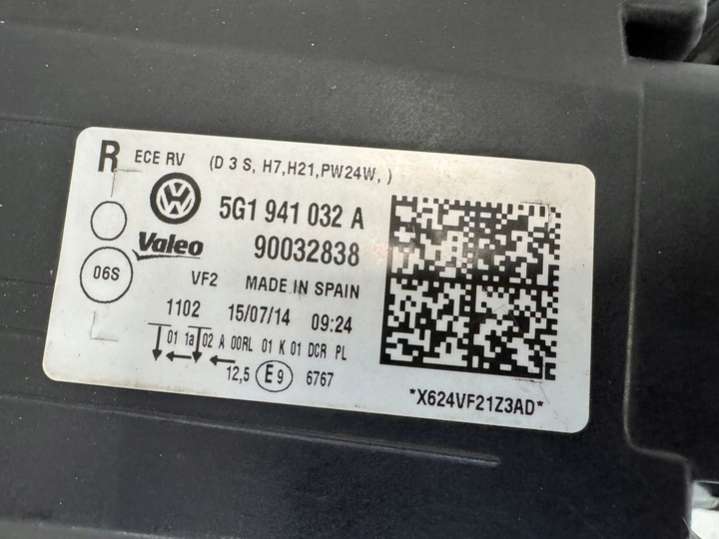 R ECE RV (D 3 S, H7,H21,PW24W, )
5G1 941 032 A
Valeo 90032838
06S
VF2 MADE IN SPAIN
1102 15/07/14 09:24
01 1a 02 A 00RL 01 K 01 DCR PL
12,5 E9 6767
*X624VF21Z3AD*